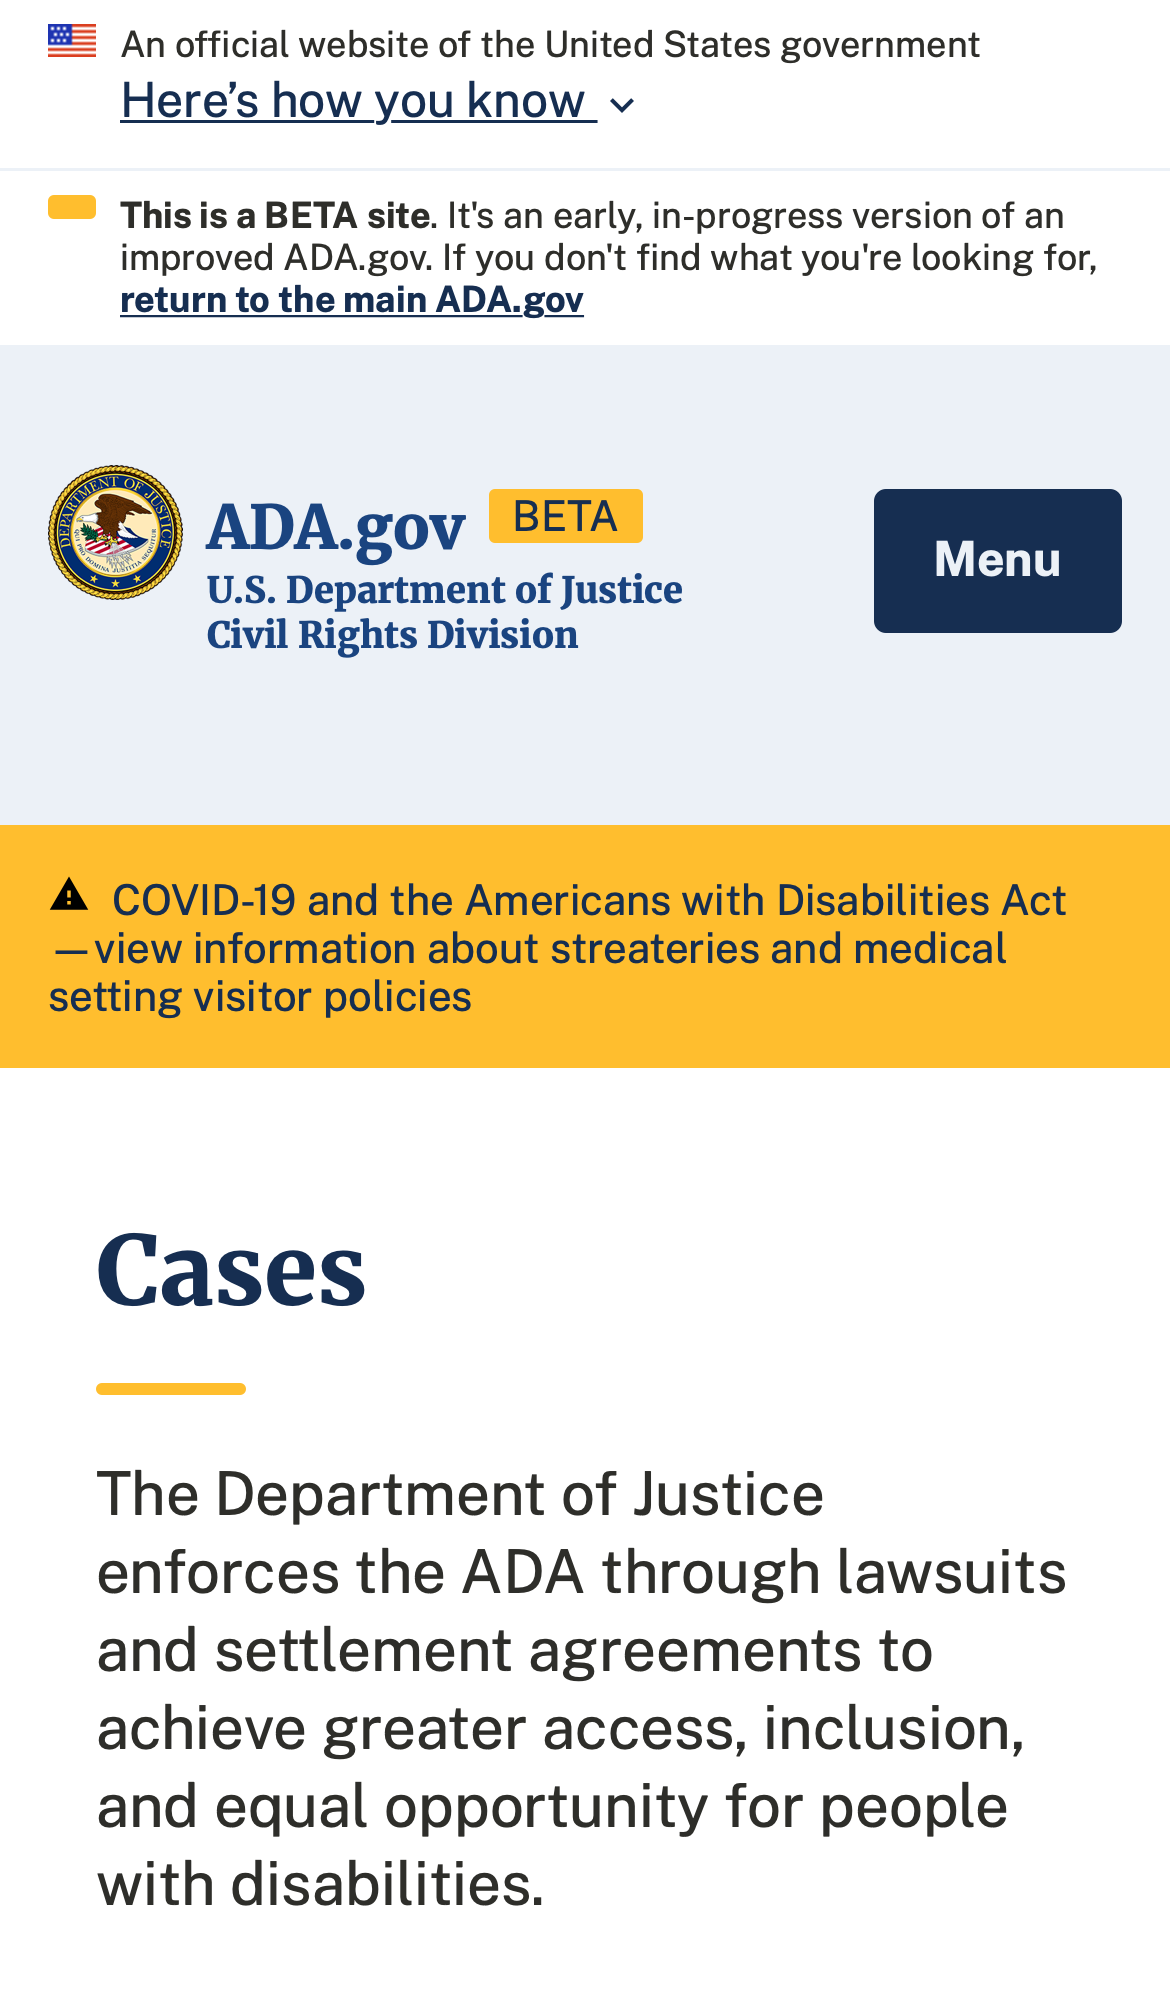 An official website of the United States government
Here’s how you know
This is a BETA site. It's an early, in-progress version of an
improved ADA.gov. If you don't find what you're looking for,
return to the main ADA.gov
DEPARTMENT OF JUSTICE
QUI PRO DOMINA JUSTITIA SEQUITUR
ADA.gov BETA
U.S. Department of Justice
Civil Rights Division
Menu
COVID-19 and the Americans with Disabilities Act
—view information about streateries and medical
setting visitor policies
Cases
The Department of Justice
enforces the ADA through lawsuits
and settlement agreements to
achieve greater access, inclusion,
and equal opportunity for people
with disabilities.